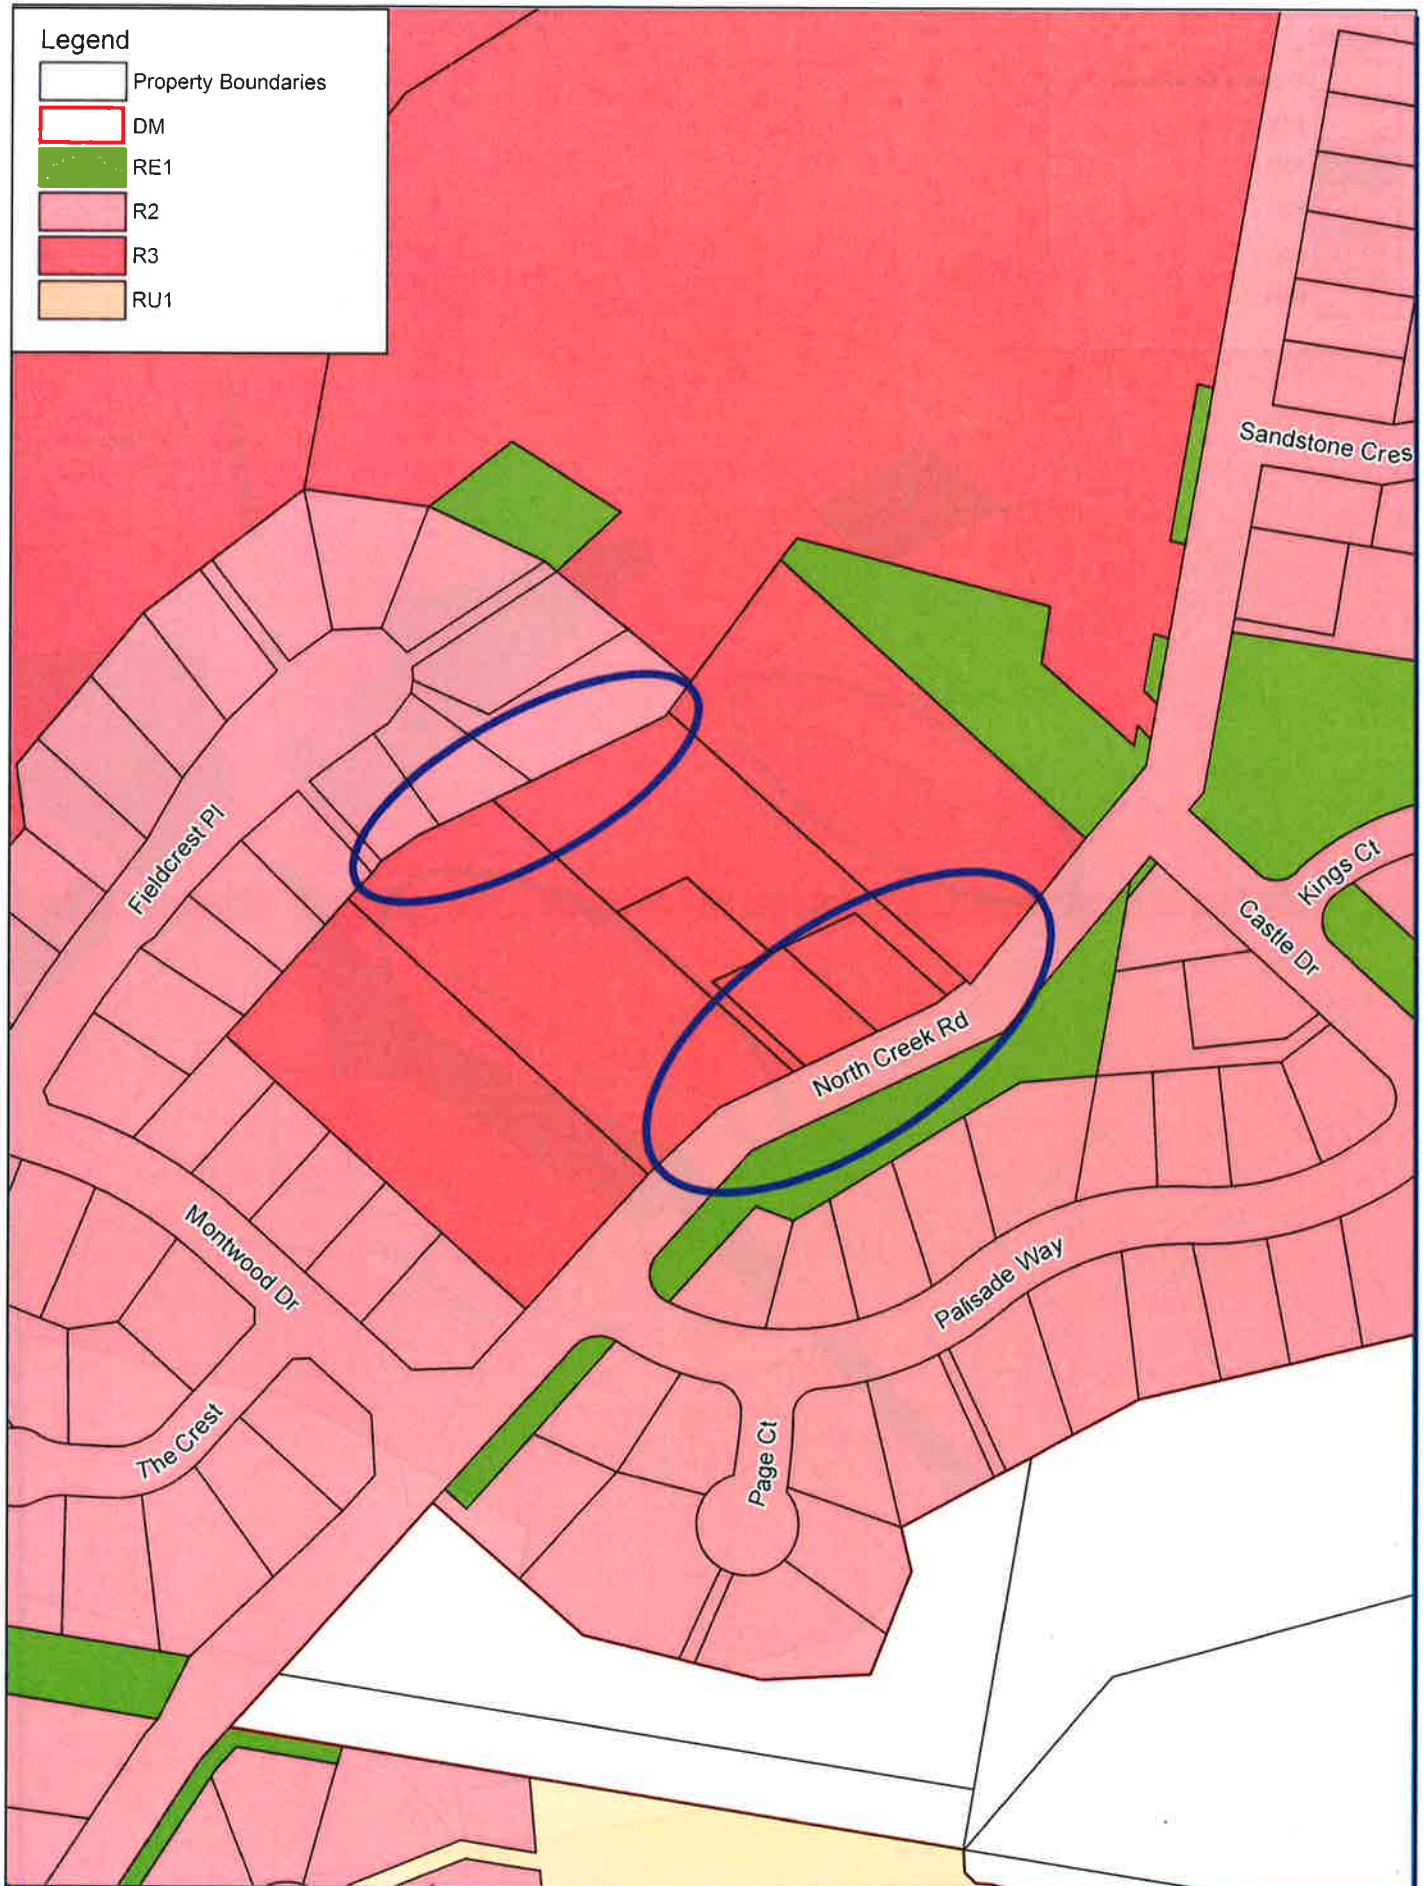 Legend
Property Boundaries
DM
RE1
R2
R3
RU1
Sandstone Cres
Fieldcrest Pl
Kings Ct
Castle Dr
North Creek Rd
Montwood Dr
Palisade Way
The Crest
Page Ct